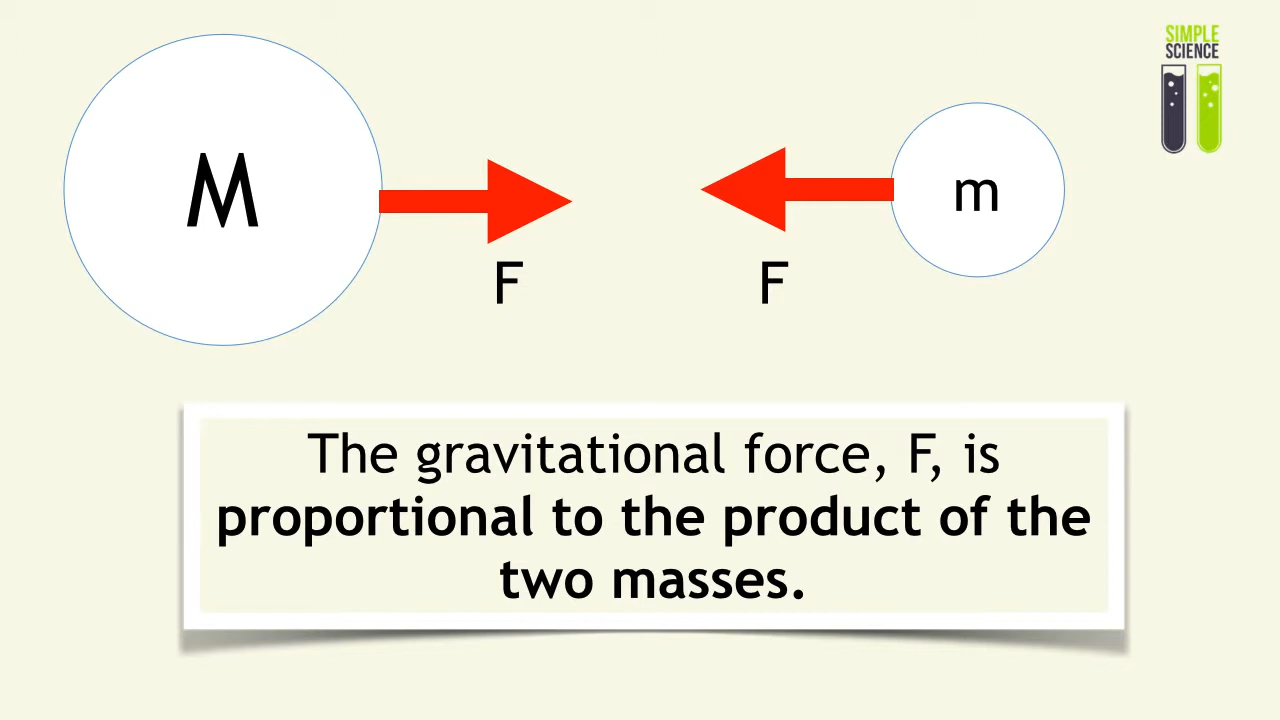 SIMPLE
SCIENCE
M
m
F
F
The gravitational force, F, is
proportional to the product of the
two masses.